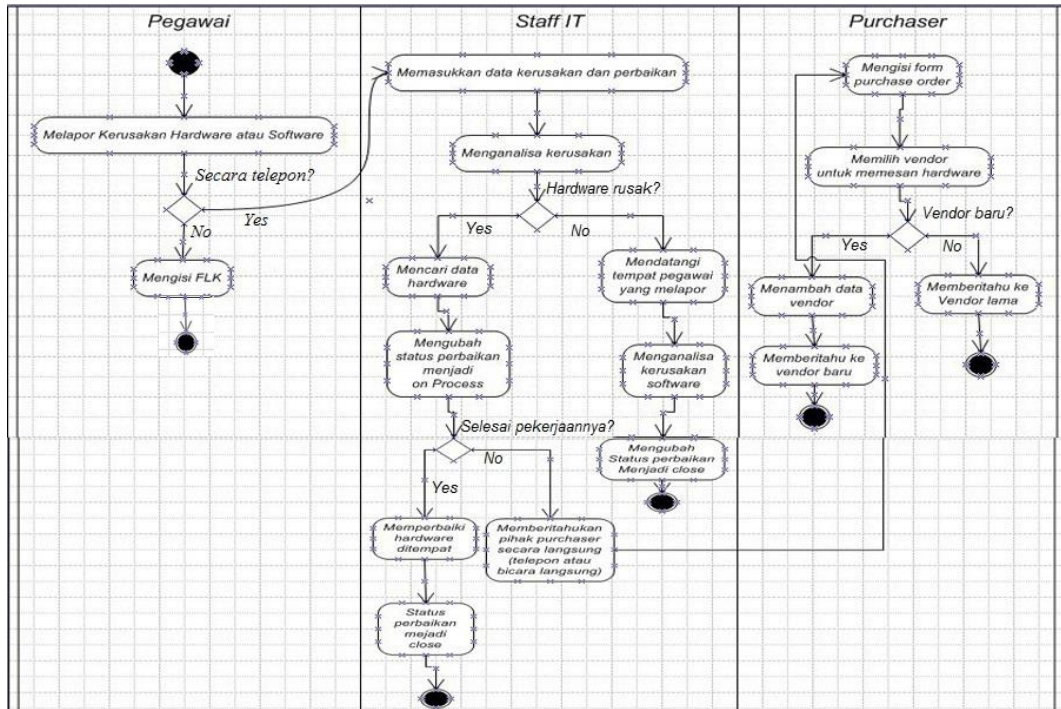 Pegawai
Staff IT
Purchaser
Melapor Kerusakan Hardware atau Software
Secara telepon?
Yes
No
Mengisi FLK
Memasukkan data kerusakan dan perbaikan
Menganalisa kerusakan
Hardware rusak?
Yes
No
Mencari data
hardware
Mengubah
status perbaikan
menjadi
on Process
Selesai pekerjaannya?
Yes
No
Memperbaiki
hardware
ditempat
Status
perbaikan
mejadi
close
Memberitahukan
pihak purchaser
secara langsung
(telepon atau
bicara langsung)
Mendatangi
tempat pegawai
yang melapor
Menganalisa
kerusakan
software
Mengubah
Status perbaikan
Menjadi close
Mengisi form
purchase order
Memilih vendor
untuk memesan hardware
Vendor baru?
Yes
No
Menambah data
vendor
Memberitahu ke
vendor baru
Memberitahu ke
Vendor lama